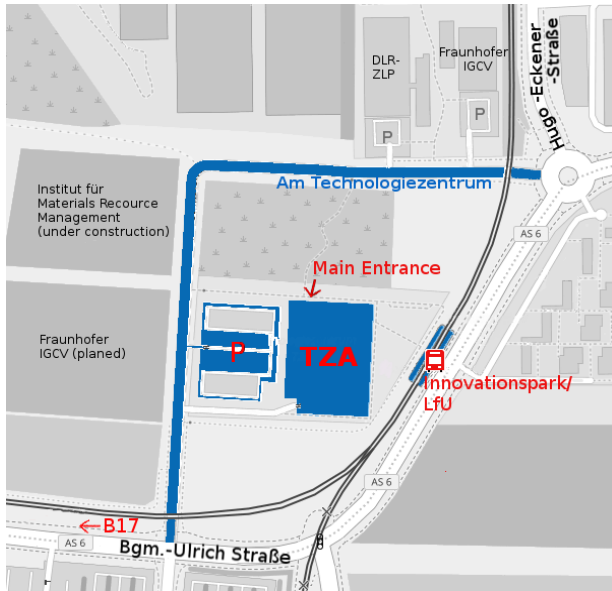 DLR-
ZLP
Fraunhofer
IGCV
P
P
Hugo -Eckener
-Straße
Am Technologiezentrum
Institut für
Materials Recource
Management
(under construction)
AS 6
Main Entrance
Fraunhofer
IGCV (planed)
P
TZA
Innovationspark/
LfU
AS 6
←B17
AS 6
Bgm.-Ulrich Straße